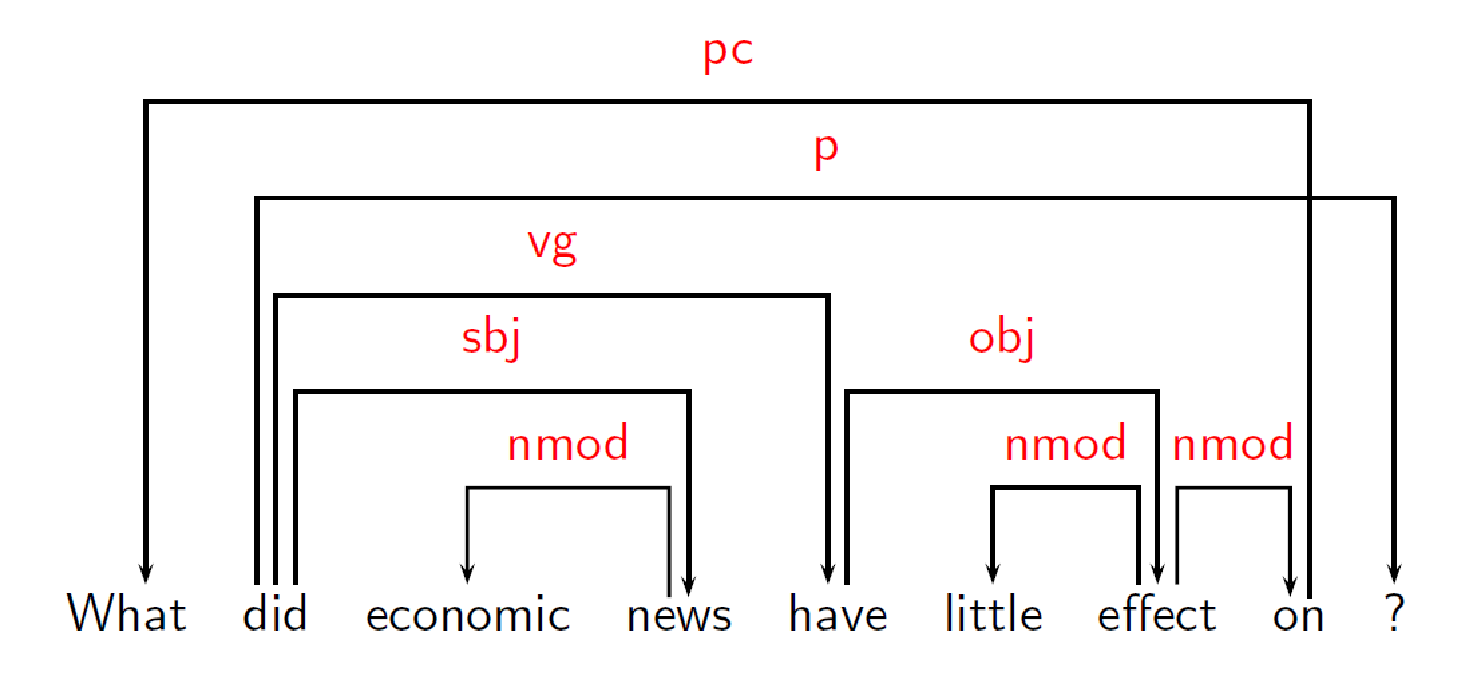 pc
p
vg
sbj obj
nmod nmod nmod
What did economic news have little effect on ?